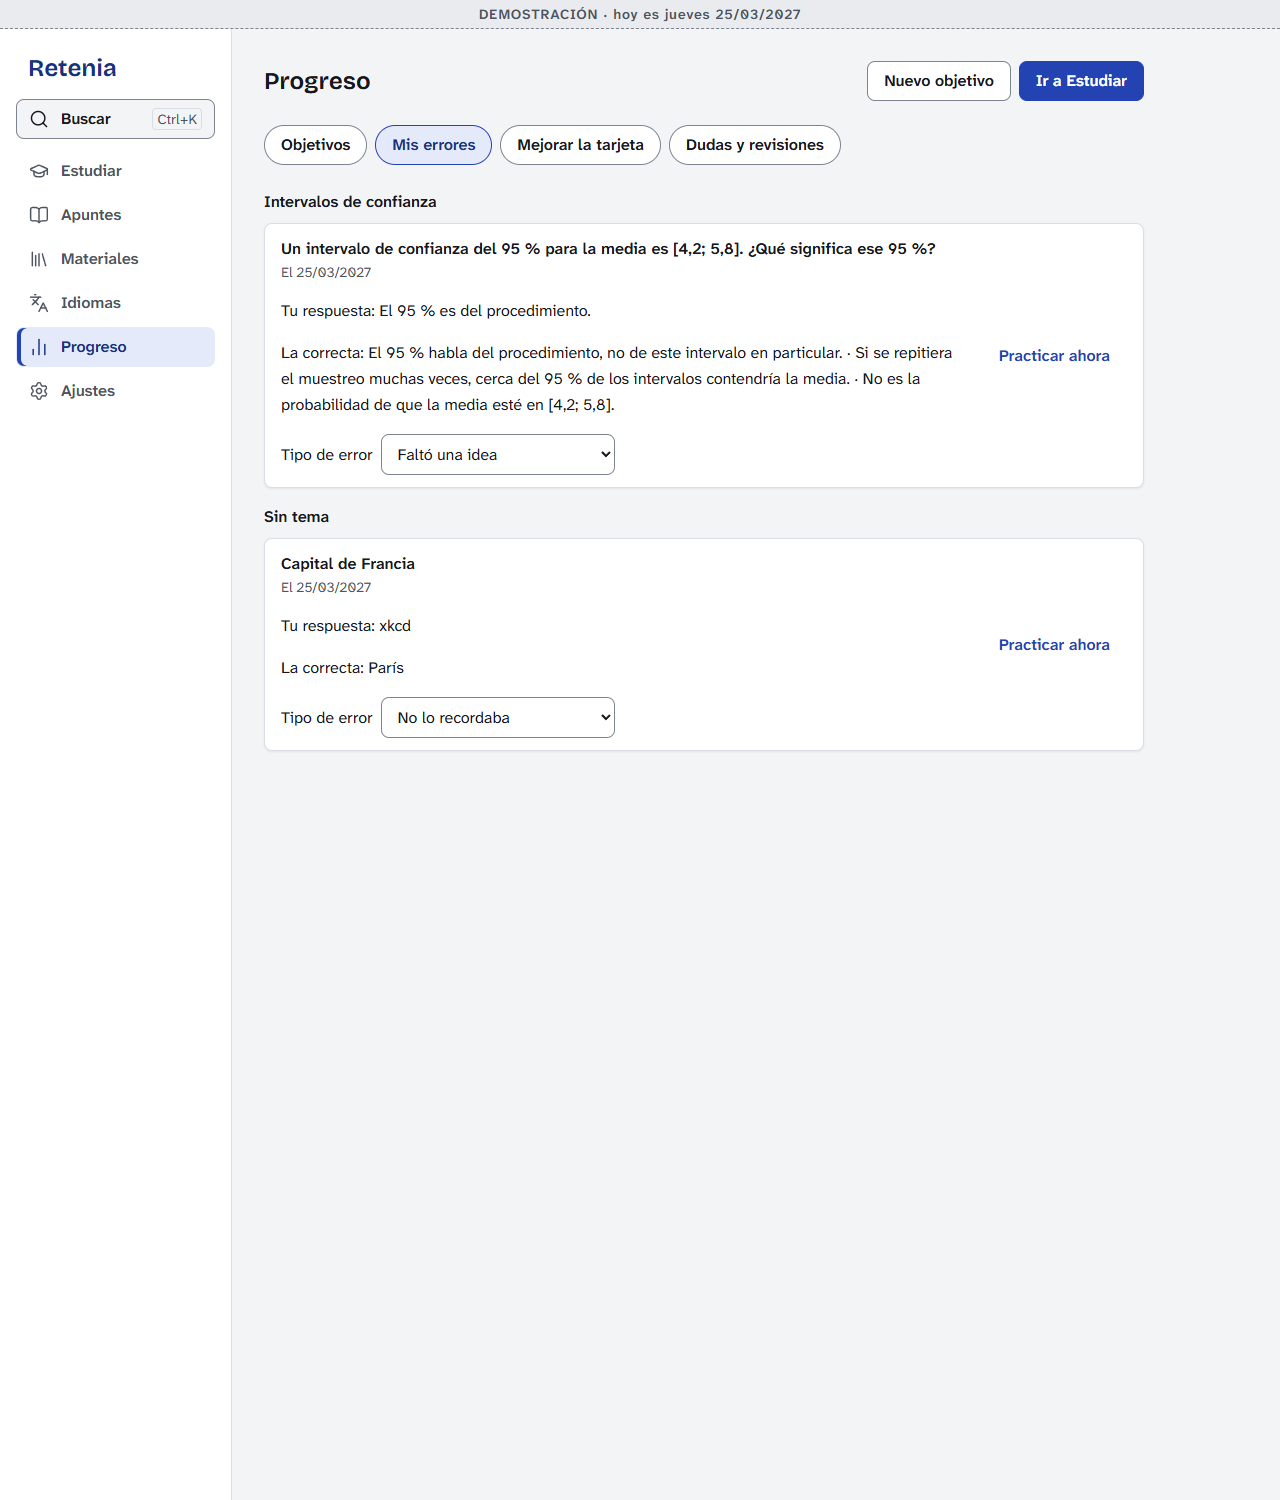 DEMOSTRACIÓN · hoy es jueves 25/03/2027
Retenia
Buscar Ctrl+K
Estudiar
Apuntes
Materiales
Idiomas
Progreso
Ajustes
Progreso
Nuevo objetivo
Ir a Estudiar
Objetivos
Mis errores
Mejorar la tarjeta
Dudas y revisiones
Intervalos de confianza
Un intervalo de confianza del 95 % para la media es [4,2; 5,8]. ¿Qué significa ese 95 %?
El 25/03/2027
Tu respuesta: El 95 % es del procedimiento.
La correcta: El 95 % habla del procedimiento, no de este intervalo en particular. · Si se repitiera
el muestreo muchas veces, cerca del 95 % de los intervalos contendría la media. · No es la
probabilidad de que la media esté en [4,2; 5,8].
Practicar ahora
Tipo de error Faltó una idea
Sin tema
Capital de Francia
El 25/03/2027
Tu respuesta: xkcd
La correcta: París
Practicar ahora
Tipo de error No lo recordaba